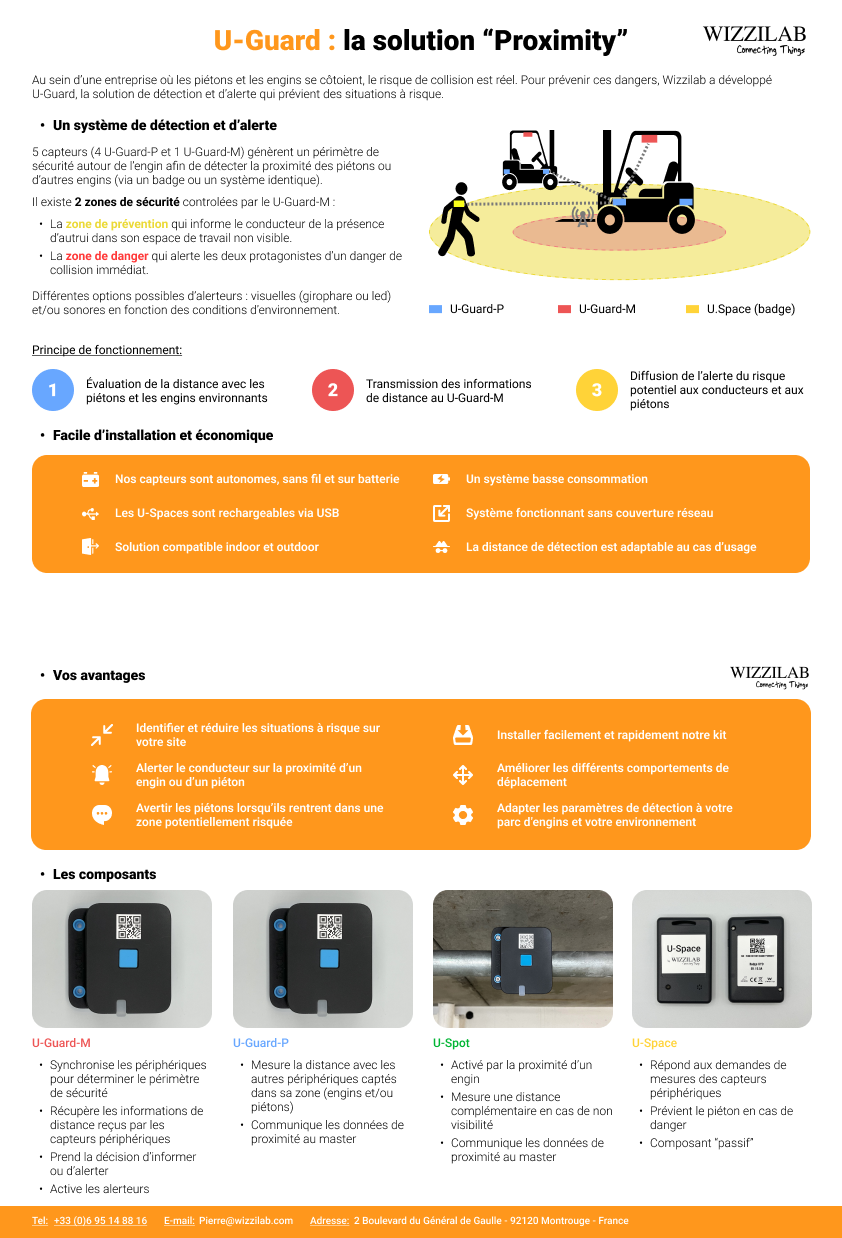 U-Guard : la solution “Proximity”
WIZZILAB
Connecting Things
Au sein d’une entreprise où les piétons et les engins se côtoient, le risque de collision est réel. Pour prévenir ces dangers, Wizzilab a développé
U-Guard, la solution de détection et d’alerte qui prévient des situations à risque.
• Un système de détection et d’alerte
5 capteurs (4 U-Guard-P et 1 U-Guard-M) génèrent un périmètre de
sécurité autour de l’engin afin de détecter la proximité des piétons ou
d’autres engins (via un badge ou un système identique).
Il existe 2 zones de sécurité controlées par le U-Guard-M :
• La zone de prévention qui informe le conducteur de la présence
d’autrui dans son espace de travail non visible.
• La zone de danger qui alerte les deux protagonistes d’un danger de
collision immédiat.
Différentes options possibles d’alerteurs : visuelles (girophare ou led)
et/ou sonores en fonction des conditions d’environnement.
U-Guard-P
U-Guard-M
U.Space (badge)
Principe de fonctionnement:
1
Évaluation de la distance avec les
piétons et les engins environnants
2
Transmission des informations
de distance au U-Guard-M
3
Diffusion de l’alerte du risque
potentiel aux conducteurs et aux
piétons
• Facile d’installation et économique
Nos capteurs sont autonomes, sans fil et sur batterie
Un système basse consommation
Les U-Spaces sont rechargeables via USB
Système fonctionnant sans couverture réseau
Solution compatible indoor et outdoor
La distance de détection est adaptable au cas d’usage
• Vos avantages
WIZZILAB
Connecting Things
Identifier et réduire les situations à risque sur
votre site
Installer facilement et rapidement notre kit
Alerter le conducteur sur la proximité d’un
engin ou d’un piéton
Améliorer les différents comportements de
déplacement
Avertir les piétons lorsqu’ils rentrent dans une
zone potentiellement risquée
Adapter les paramètres de détection à votre
parc d’engins et votre environnement
• Les composants
U-Space
WIZZILAB
U-Guard-M
• Synchronise les périphériques
pour déterminer le périmètre
de sécurité
• Récupère les informations de
distance reçus par les
capteurs périphériques
• Prend la décision d’informer
ou d’alerter
• Active les alerteurs
U-Guard-P
• Mesure la distance avec les
autres périphériques captés
dans sa zone (engins et/ou
piétons)
• Communique les données de
proximité au master
U-Spot
• Activé par la proximité d’un
engin
• Mesure une distance
complémentaire en cas de non
visibilité
• Communique les données de
proximité au master
U-Space
• Répond aux demandes de
mesures des capteurs
périphériques
• Prévient le piéton en cas de
danger
• Composant “passif”
Tel: +33 (0)6 95 14 88 16 E-mail: Pierre@wizzilab.com Adresse: 2 Boulevard du Général de Gaulle - 92120 Montrouge - France